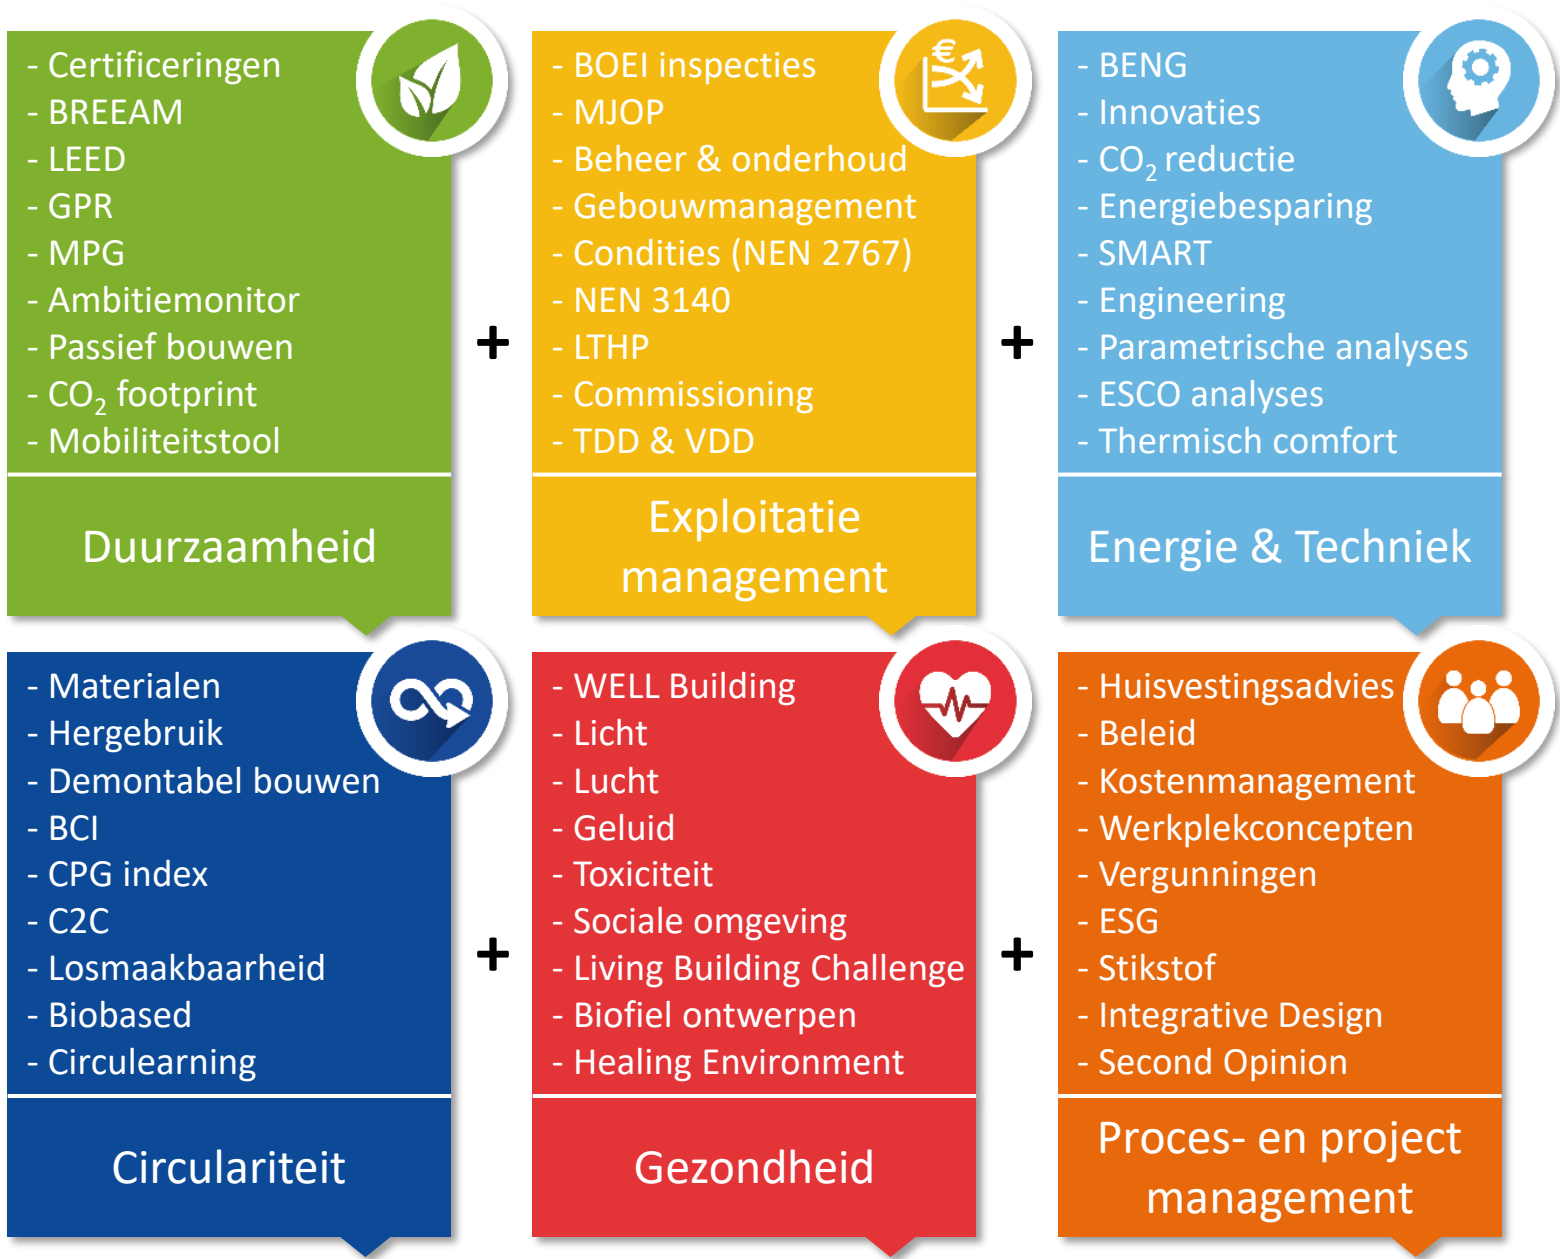 - Certificeringen
- BREEAM
- LEED
- GPR
- MPG
- Ambitiemonitor
- Passief bouwen
- CO₂ footprint
- Mobiliteitstool
Duurzaamheid
+
€
- BOEI inspecties
- MJOP
- Beheer & onderhoud
- Gebouwmanagement
- Condities (NEN 2767)
- NEN 3140
- LTHP
- Commissioning
- TDD & VDD
Exploitatie
management
+
- BENG
- Innovaties
- CO₂ reductie
- Energiebesparing
- SMART
- Engineering
- Parametrische analyses
- ESCO analyses
- Thermisch comfort
Energie & Techniek
- Materialen
- Hergebruik
- Demontabel bouwen
- BCI
- CPG index
- C2C
- Losmaakbaarheid
- Biobased
- Circulearning
Circulariteit
+
- WELL Building
- Licht
- Lucht
- Geluid
- Toxiciteit
- Sociale omgeving
- Living Building Challenge
- Biofiel ontwerpen
- Healing Environment
Gezondheid
+
- Huisvestingsadvies
- Beleid
- Kostenmanagement
- Werkplekconcepten
- Vergunningen
- ESG
- Stikstof
- Integrative Design
- Second Opinion
Proces- en project
management